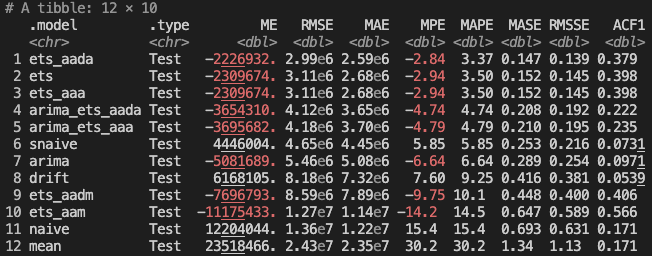 # A tibble: 12 × 10
.model .type ME RMSE MAE MPE MAPE MASE RMSSE ACF1
<chr> <chr> <dbl> <dbl> <dbl> <dbl> <dbl> <dbl> <dbl> <dbl>
1 ets_aada Test -2226932. 2.99e6 2.59e6 -2.84 3.37 0.147 0.139 0.379
2 ets Test -2309674. 3.11e6 2.68e6 -2.94 3.50 0.152 0.145 0.398
3 ets_aaa Test -2309674. 3.11e6 2.68e6 -2.94 3.50 0.152 0.145 0.398
4 arima_ets_aada Test -3654310. 4.12e6 3.65e6 -4.74 4.74 0.208 0.192 0.222
5 arima_ets_aaa Test -3695682. 4.18e6 3.70e6 -4.79 4.79 0.210 0.195 0.235
6 snaive Test 4446004. 4.65e6 4.45e6 5.85 5.85 0.253 0.216 0.0731
7 arima Test -5081689. 5.46e6 5.08e6 -6.64 6.64 0.289 0.254 0.0971
8 drift Test 6168105. 8.18e6 7.32e6 7.60 9.25 0.416 0.381 0.0539
9 ets_aadm Test -7696793. 8.59e6 7.89e6 -9.75 10.1 0.448 0.400 0.406
10 ets_aam Test -11175433. 1.27e7 1.14e7 -14.2 14.5 0.647 0.589 0.566
11 naive Test 12204044. 1.36e7 1.22e7 15.4 15.4 0.693 0.631 0.171
12 mean Test 23518466. 2.43e7 2.35e7 30.2 30.2 1.34 1.13 0.171